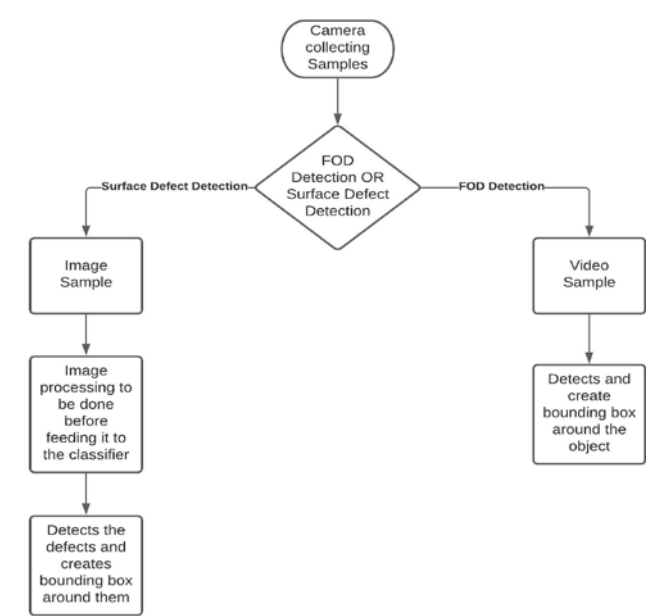 Camera
collecting
Samples
FOD
Detection OR
Surface Defect
Detection
Surface Defect Detection
FOD Detection
Image
Sample
Video
Sample
Image
processing to
be done
before
feeding it to
the classifier
Detects and
create
bounding box
around the
object
Detects the
defects and
creates
bounding box
around them